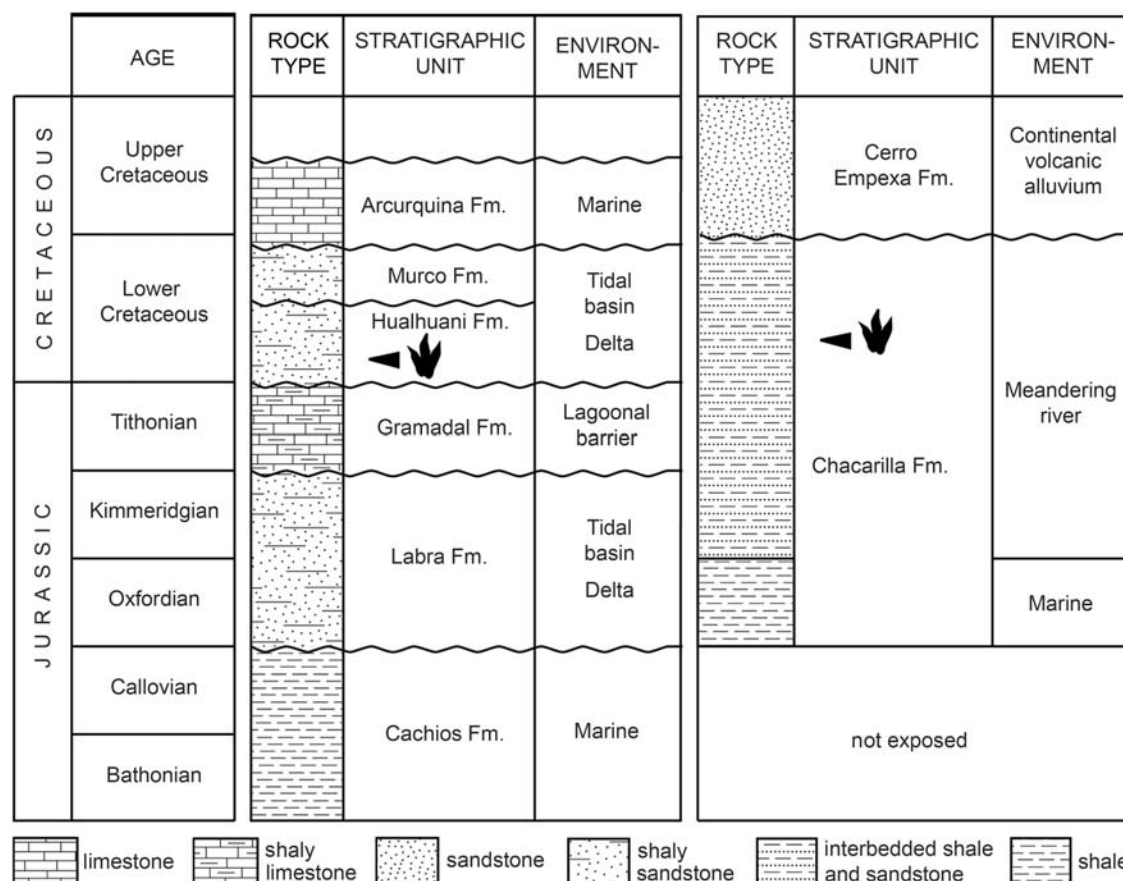 AGE
ROCK
TYPE
STRATIGRAPHIC
UNIT
ENVIRON-
MENT
ROCK
TYPE
STRATIGRAPHIC
UNIT
ENVIRON-
MENT
CRETACEOUS
Upper
Cretaceous
Lower
Cretaceous
JURASSIC
Tithonian
Kimmeridgian
Oxfordian
Callovian
Bathonian
Arcurquina Fm.
Marine
Murco Fm.
Hualhuani Fm.
Tidal
basin
Delta
Gramadal Fm.
Lagoonal
barrier
Labra Fm.
Tidal
basin
Delta
Cachios Fm.
Marine
Cerro
Empexa Fm.
Continental
volcanic
alluvium
Chacarilla Fm.
Meandering
river
Marine
not exposed
limestone
shaly
limestone
sandstone
shaly
sandstone
interbedded shale
and sandstone
shale